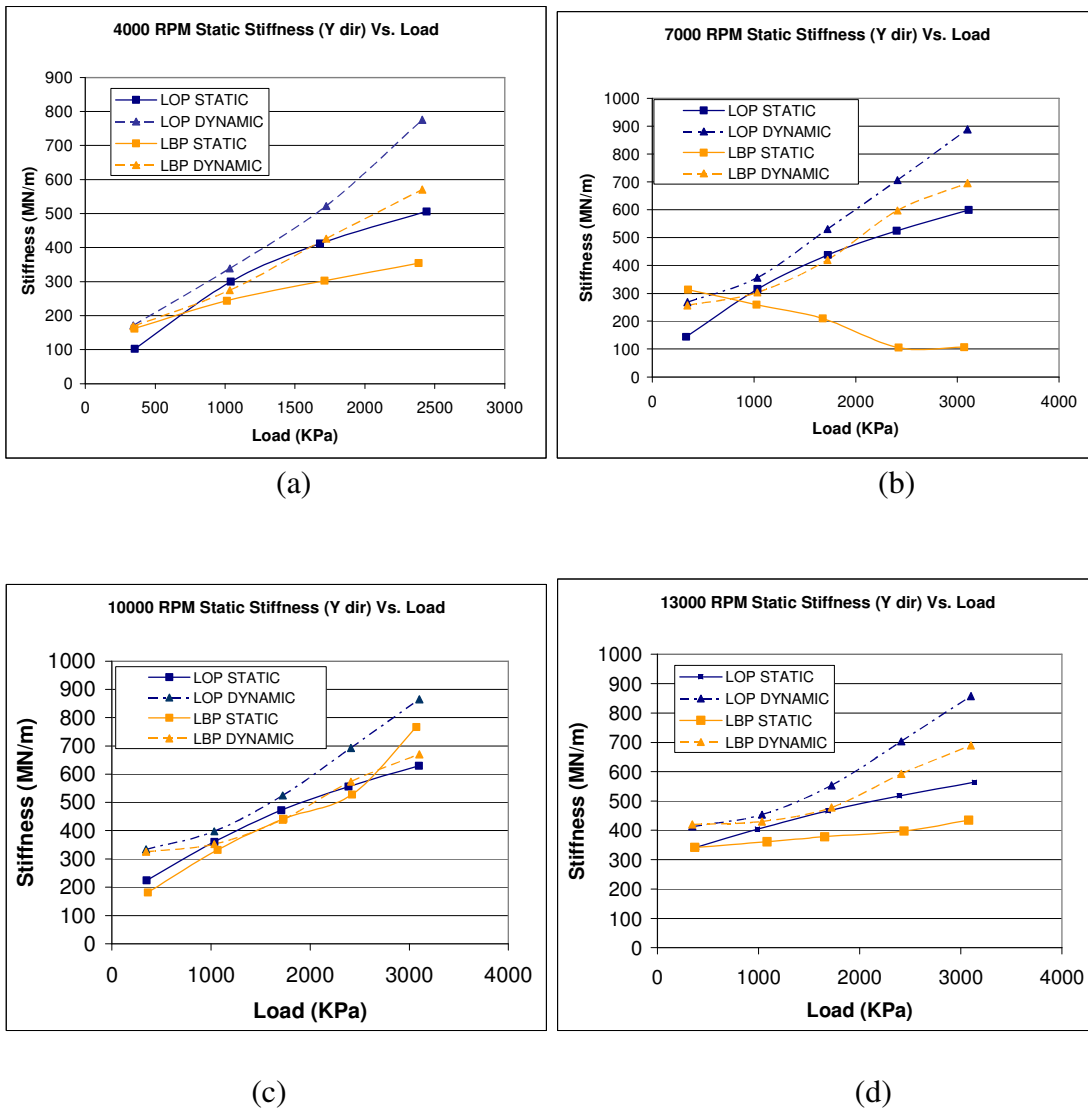 4000 RPM Static Stiffness (Y dir) Vs. Load
900
800
700
600
500
400
300
200
100
0
Stiffness (MN/m)
LOP STATIC
LOP DYNAMIC
LBP STATIC
LBP DYNAMIC
0 500 1000 1500 2000 2500 3000
Load (KPa)
(a)
7000 RPM Static Stiffness (Y dir) Vs. Load
1000
900
800
700
600
500
400
300
200
100
0
Stiffness (MN/m)
LOP STATIC
LOP DYNAMIC
LBP STATIC
LBP DYNAMIC
0 1000 2000 3000 4000
Load (KPa)
(b)
10000 RPM Static Stiffness (Y dir) Vs. Load
1000
900
800
700
600
500
400
300
200
100
0
Stiffness (MN/m)
LOP STATIC
LOP DYNAMIC
LBP STATIC
LBP DYNAMIC
0 1000 2000 3000 4000
Load (KPa)
(c)
13000 RPM Static Stiffness (Y dir) Vs. Load
1000
900
800
700
600
500
400
300
200
100
0
Stiffness (MN/m)
LOP STATIC
LOP DYNAMIC
LBP STATIC
LBP DYNAMIC
0 1000 2000 3000 4000
Load (KPa)
(d)